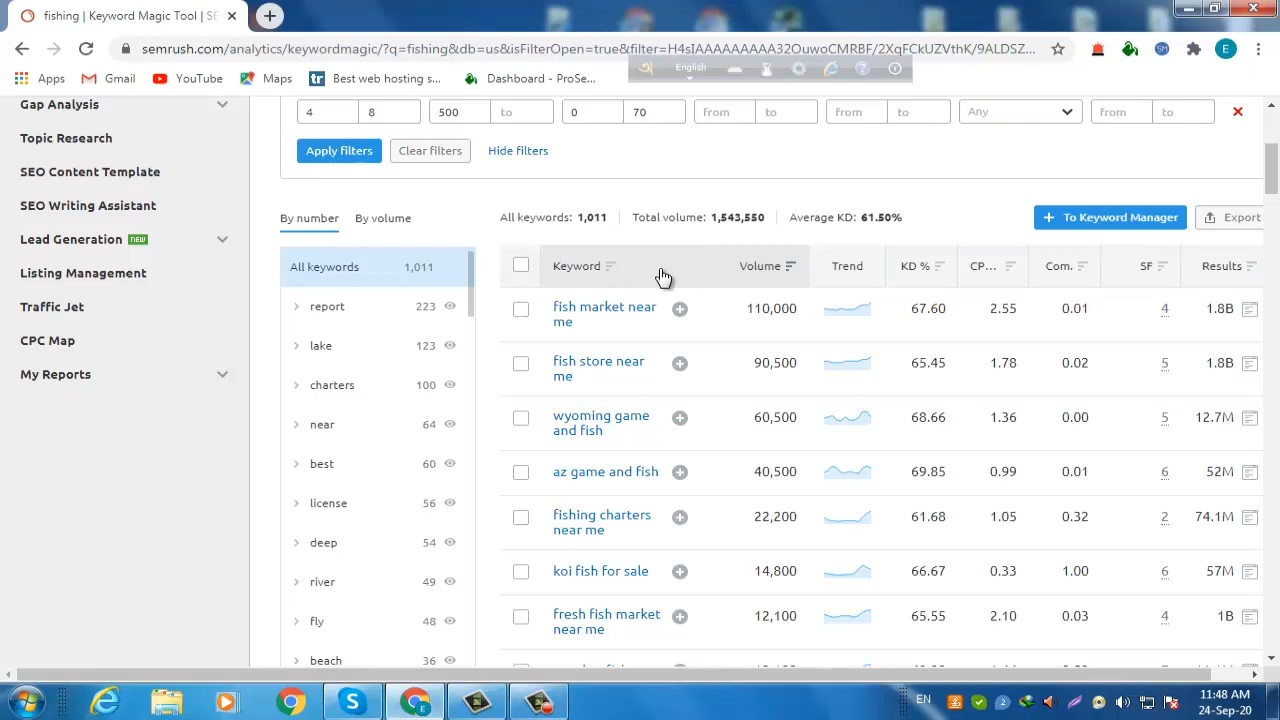 fishing | Keyword Magic Tool | SE
semrush.com/analytics/keywordmagic/?q=fishing&db=us&isFilterOpen=true&filter=H4sIAAAAAAAA32OuwoCMRBF/2XqFCkUZVthK/9ALDSZ...
Apps
Gmail
YouTube
Maps
Best web hosting s...
Dashboard - ProSe...
English
Gap Analysis
Topic Research
SEO Content Template
SEO Writing Assistant
Lead Generation NEW
Listing Management
Traffic Jet
CPC Map
My Reports
4 8 500 to 0 70 from to from to Any from to
Apply filters Clear filters Hide filters
By number By volume
All keywords: 1,011 Total volume: 1,543,550 Average KD: 61.50%
+ To Keyword Manager Export
All keywords 1,011
report 223
lake 123
charters 100
near 64
best 60
license 56
deep 54
river 49
fly 48
beach 36
Keyword Volume Trend KD % CP... Com. SF Results
fish market near me 110,000 67.60 2.55 0.01 4 1.8B
fish store near me 90,500 65.45 1.78 0.02 5 1.8B
wyoming game and fish 60,500 68.66 1.36 0.00 5 12.7M
az game and fish 40,500 69.85 0.99 0.01 6 52M
fishing charters near me 22,200 61.68 1.05 0.32 2 74.1M
koi fish for sale 14,800 66.67 0.33 1.00 6 57M
fresh fish market near me 12,100 65.55 2.10 0.03 4 1B
EN
11:48 AM
24-Sep-20